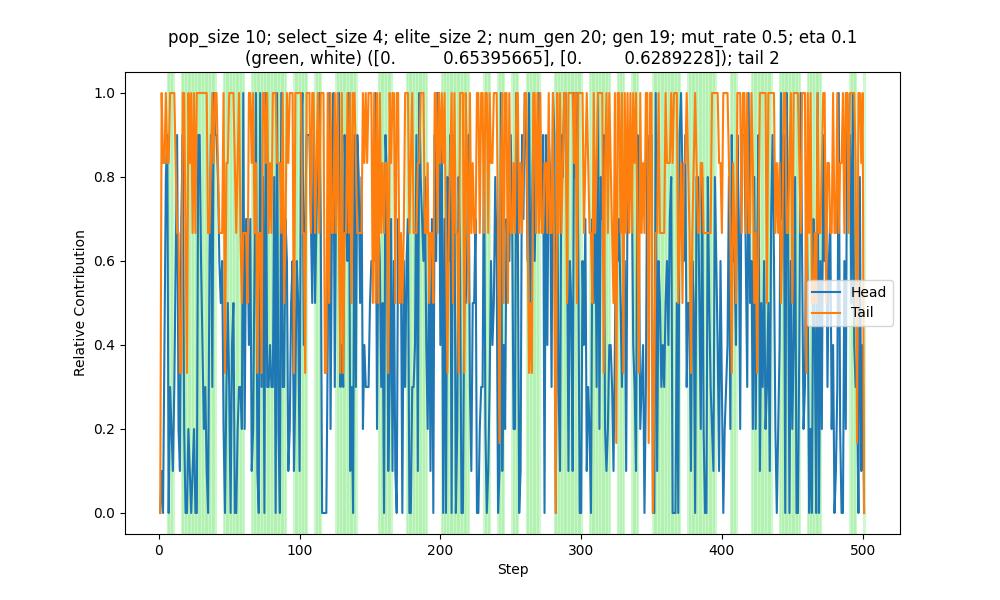 pop_size 10; select_size 4; elite_size 2; num_gen 20; gen 19; mut_rate 0.5; eta 0.1
(green, white) ([0. 0.65395665], [0. 0.6289228]); tail 2
1.0
0.8
0.6
0.4
0.2
0.0
Relative Contribution
Head
Tail
0
100
200
300
400
500
Step